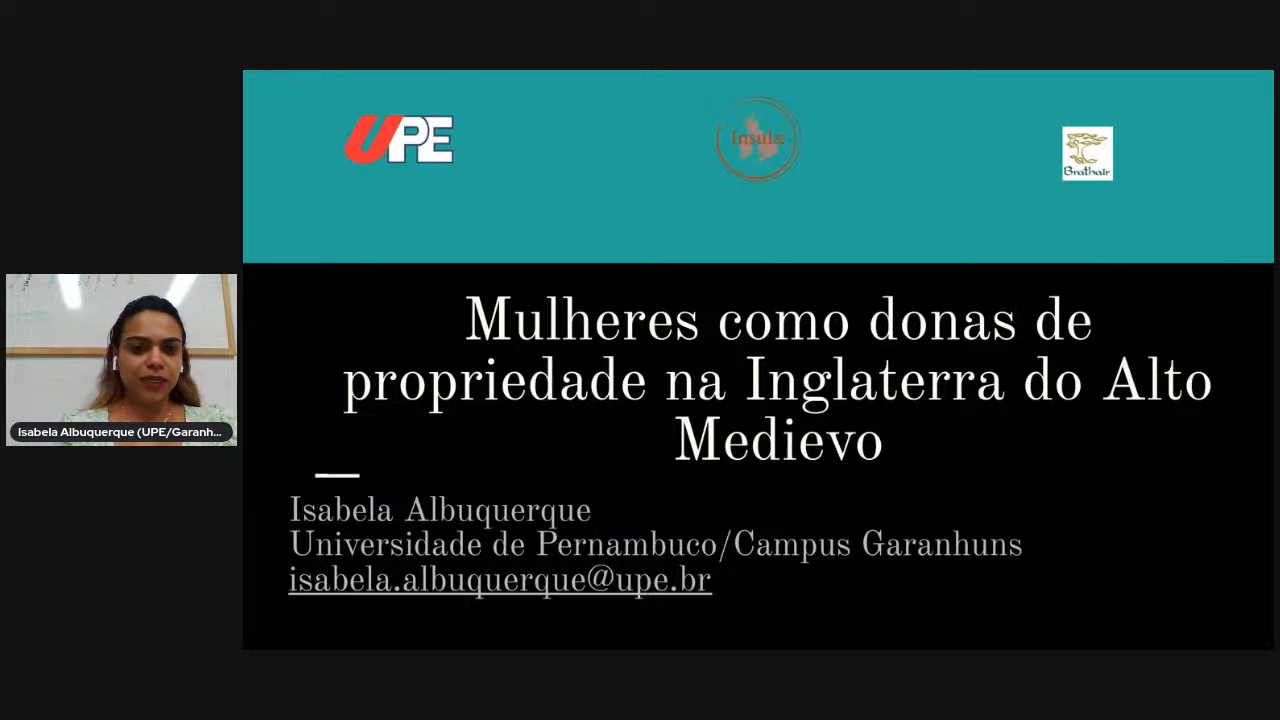 UPE
Insulæ
Brathair
Mulheres como donas de
propriedade na Inglaterra do Alto
Medievo
Isabela Albuquerque
Universidade de Pernambuco/Campus Garanhuns
isabela.albuquerque@upe.br
Isabela Albuquerque (UPE/Garanh...